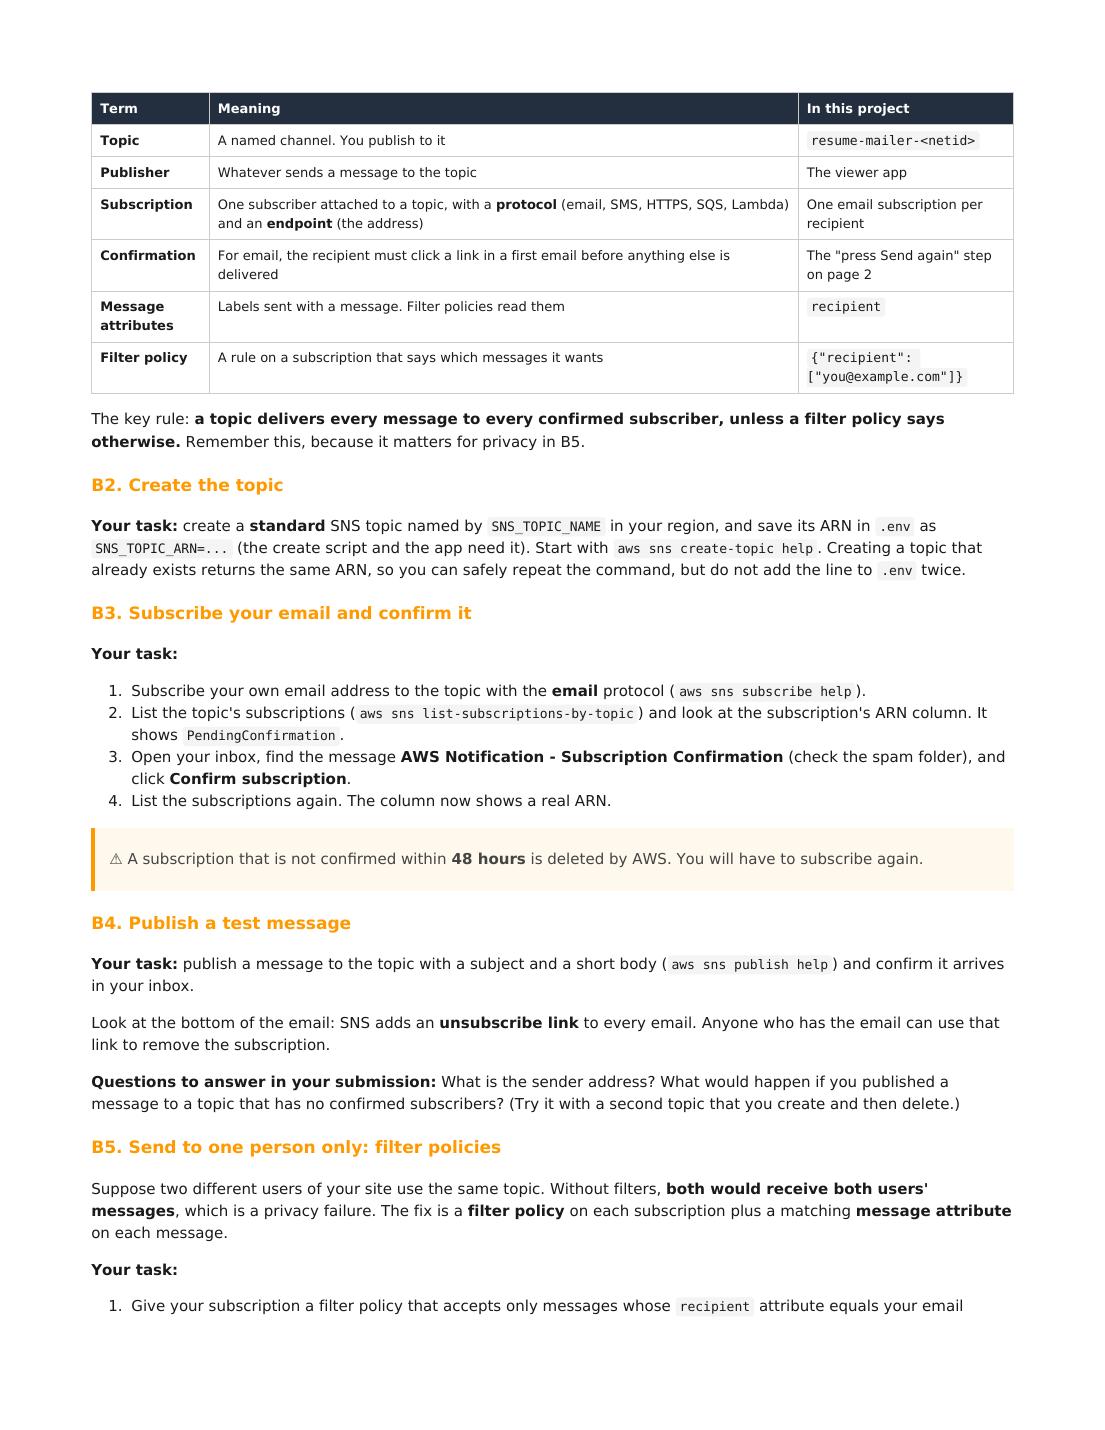 Term Meaning In this project
Topic A named channel. You publish to it resume-mailer-<netid>
Publisher Whatever sends a message to the topic The viewer app
Subscription One subscriber attached to a topic, with a protocol (email, SMS, HTTPS, SQS, Lambda) and an endpoint (the address) One email subscription per recipient
Confirmation For email, the recipient must click a link in a first email before anything else is delivered The "press Send again" step on page 2
Message attributes Labels sent with a message. Filter policies read them recipient
Filter policy A rule on a subscription that says which messages it wants {"recipient": ["you@example.com"]}
The key rule: a topic delivers every message to every confirmed subscriber, unless a filter policy says
otherwise. Remember this, because it matters for privacy in B5.
B2. Create the topic
Your task: create a standard SNS topic named by SNS_TOPIC_NAME in your region, and save its ARN in .env as
SNS_TOPIC_ARN=... (the create script and the app need it). Start with aws sns create-topic help. Creating a topic that
already exists returns the same ARN, so you can safely repeat the command, but do not add the line to .env twice.
B3. Subscribe your email and confirm it
Your task:
1. Subscribe your own email address to the topic with the email protocol (aws sns subscribe help).
2. List the topic's subscriptions (aws sns list-subscriptions-by-topic) and look at the subscription's ARN column. It
shows PendingConfirmation.
3. Open your inbox, find the message AWS Notification - Subscription Confirmation (check the spam folder), and
click Confirm subscription.
4. List the subscriptions again. The column now shows a real ARN.
⚠ A subscription that is not confirmed within 48 hours is deleted by AWS. You will have to subscribe again.
B4. Publish a test message
Your task: publish a message to the topic with a subject and a short body (aws sns publish help) and confirm it arrives
in your inbox.
Look at the bottom of the email: SNS adds an unsubscribe link to every email. Anyone who has the email can use that
link to remove the subscription.
Questions to answer in your submission: What is the sender address? What would happen if you published a
message to a topic that has no confirmed subscribers? (Try it with a second topic that you create and then delete.)
B5. Send to one person only: filter policies
Suppose two different users of your site use the same topic. Without filters, both would receive both users'
messages, which is a privacy failure. The fix is a filter policy on each subscription plus a matching message attribute
on each message.
Your task:
1. Give your subscription a filter policy that accepts only messages whose recipient attribute equals your email